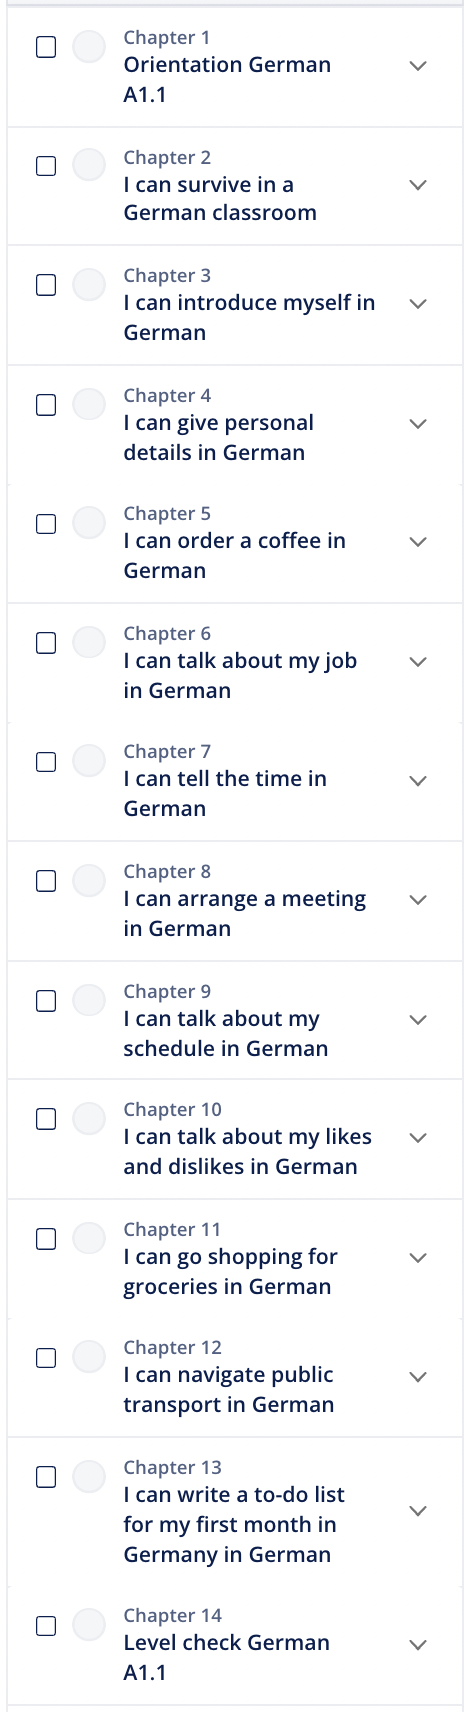 Chapter 1
Orientation German
A1.1
Chapter 2
I can survive in a
German classroom
Chapter 3
I can introduce myself in
German
Chapter 4
I can give personal
details in German
Chapter 5
I can order a coffee in
German
Chapter 6
I can talk about my job
in German
Chapter 7
I can tell the time in
German
Chapter 8
I can arrange a meeting
in German
Chapter 9
I can talk about my
schedule in German
Chapter 10
I can talk about my likes
and dislikes in German
Chapter 11
I can go shopping for
groceries in German
Chapter 12
I can navigate public
transport in German
Chapter 13
I can write a to-do list
for my first month in
Germany in German
Chapter 14
Level check German
A1.1